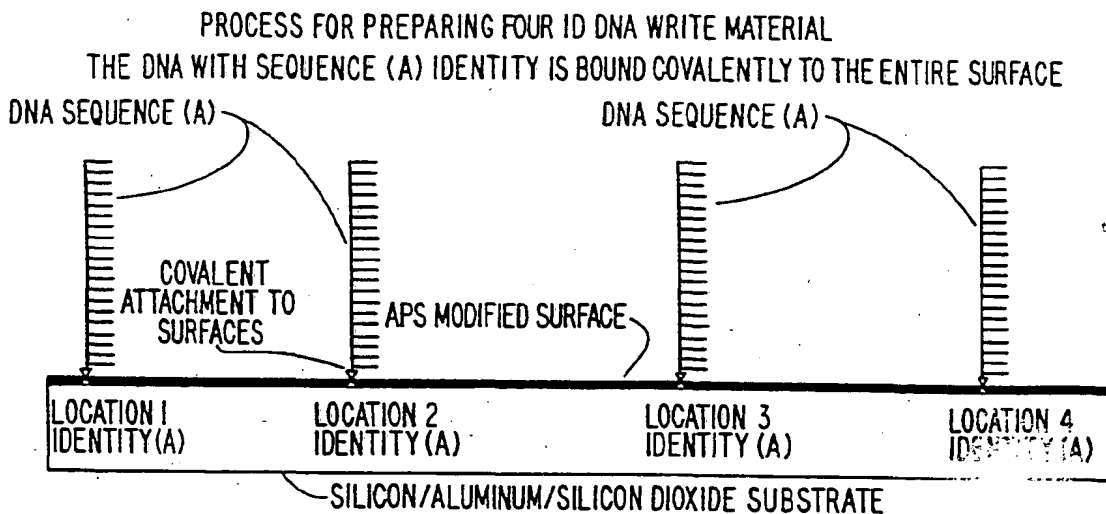 PROCESS FOR PREPARING FOUR ID DNA WRITE MATERIAL
THE DNA WITH SEQUENCE (A) IDENTITY IS BOUND COVALENTLY TO THE ENTIRE SURFACE
DNA SEQUENCE (A)
DNA SEQUENCE (A)
COVALENT
ATTACHMENT TO
SURFACES
APS MODIFIED SURFACE
LOCATION 1
IDENTITY (A)
LOCATION 2
IDENTITY (A)
LOCATION 3
IDENTITY (A)
LOCATION 4
IDENTITY (A)
SILICON/ALUMINUM/SILICON DIOXIDE SUBSTRATE